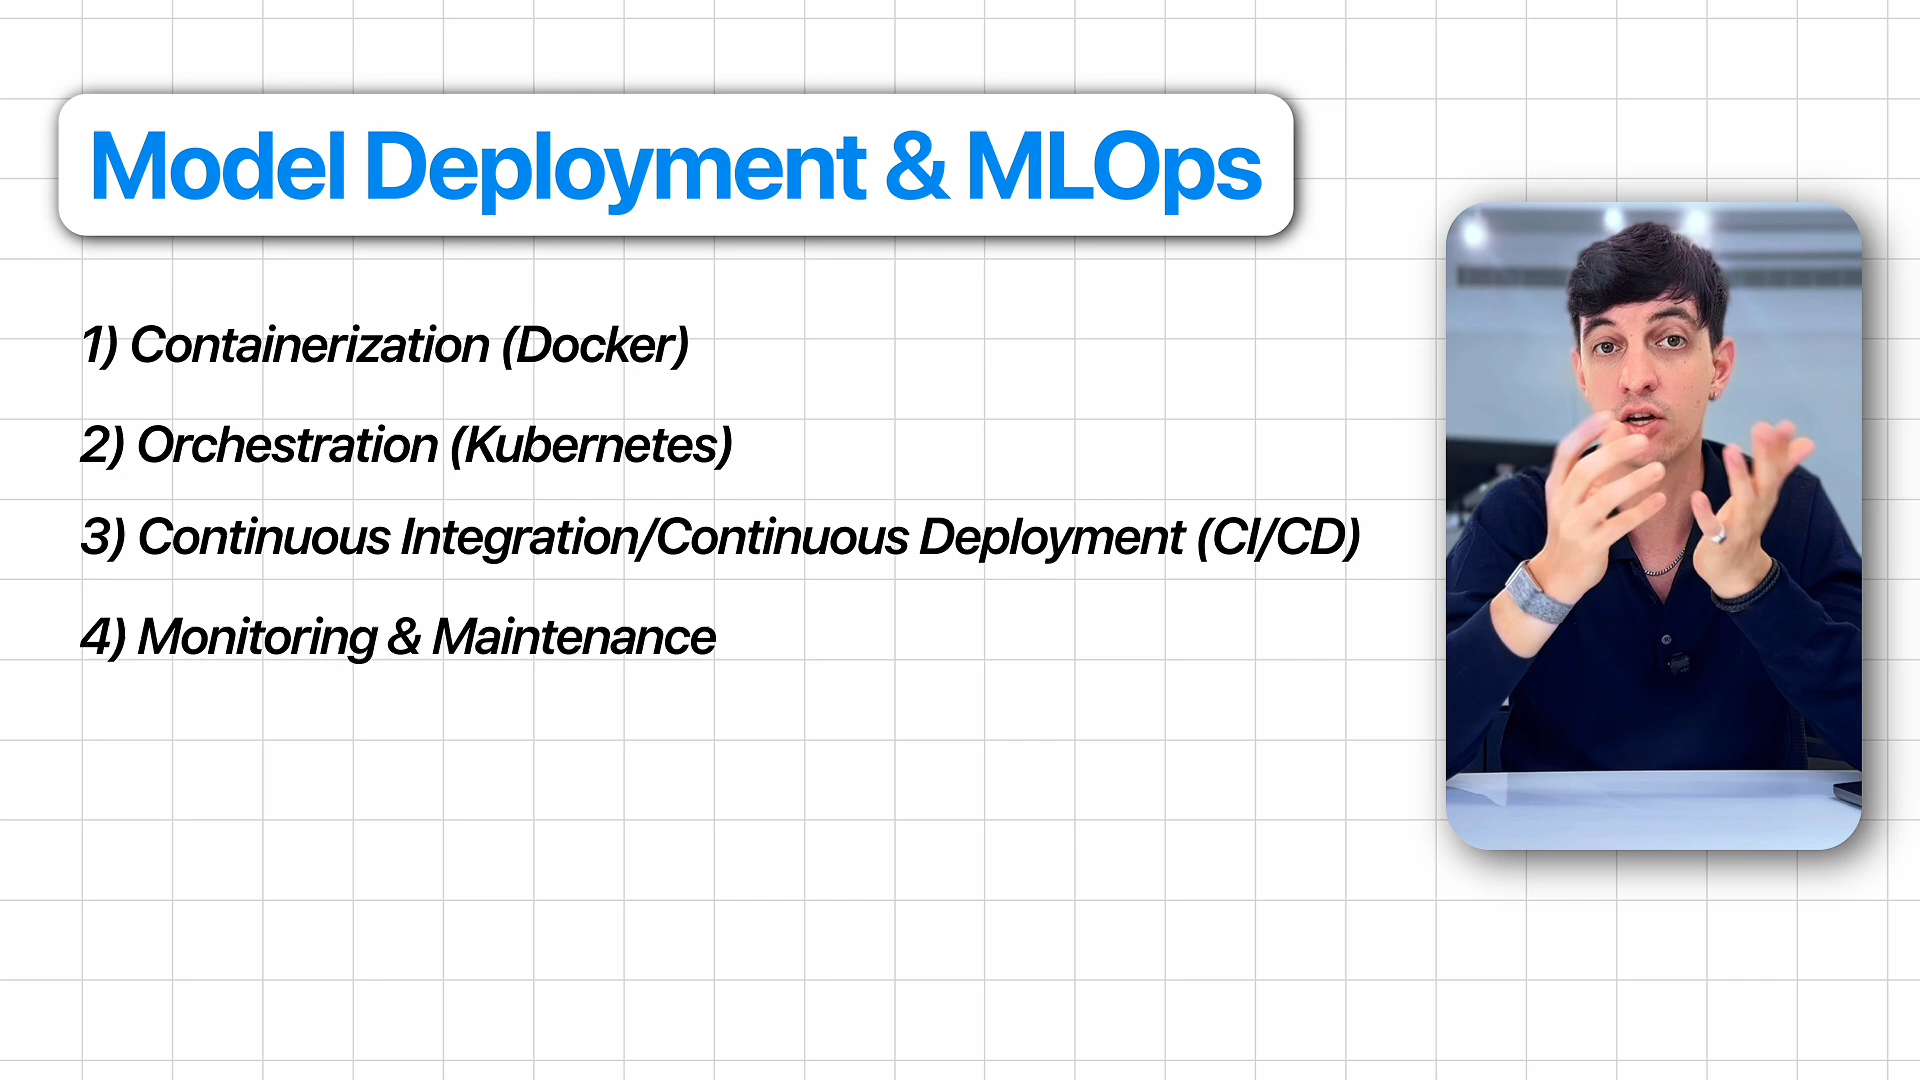 Model Deployment & MLOps
1) Containerization (Docker)
2) Orchestration (Kubernetes)
3) Continuous Integration/Continuous Deployment (CI/CD)
4) Monitoring & Maintenance